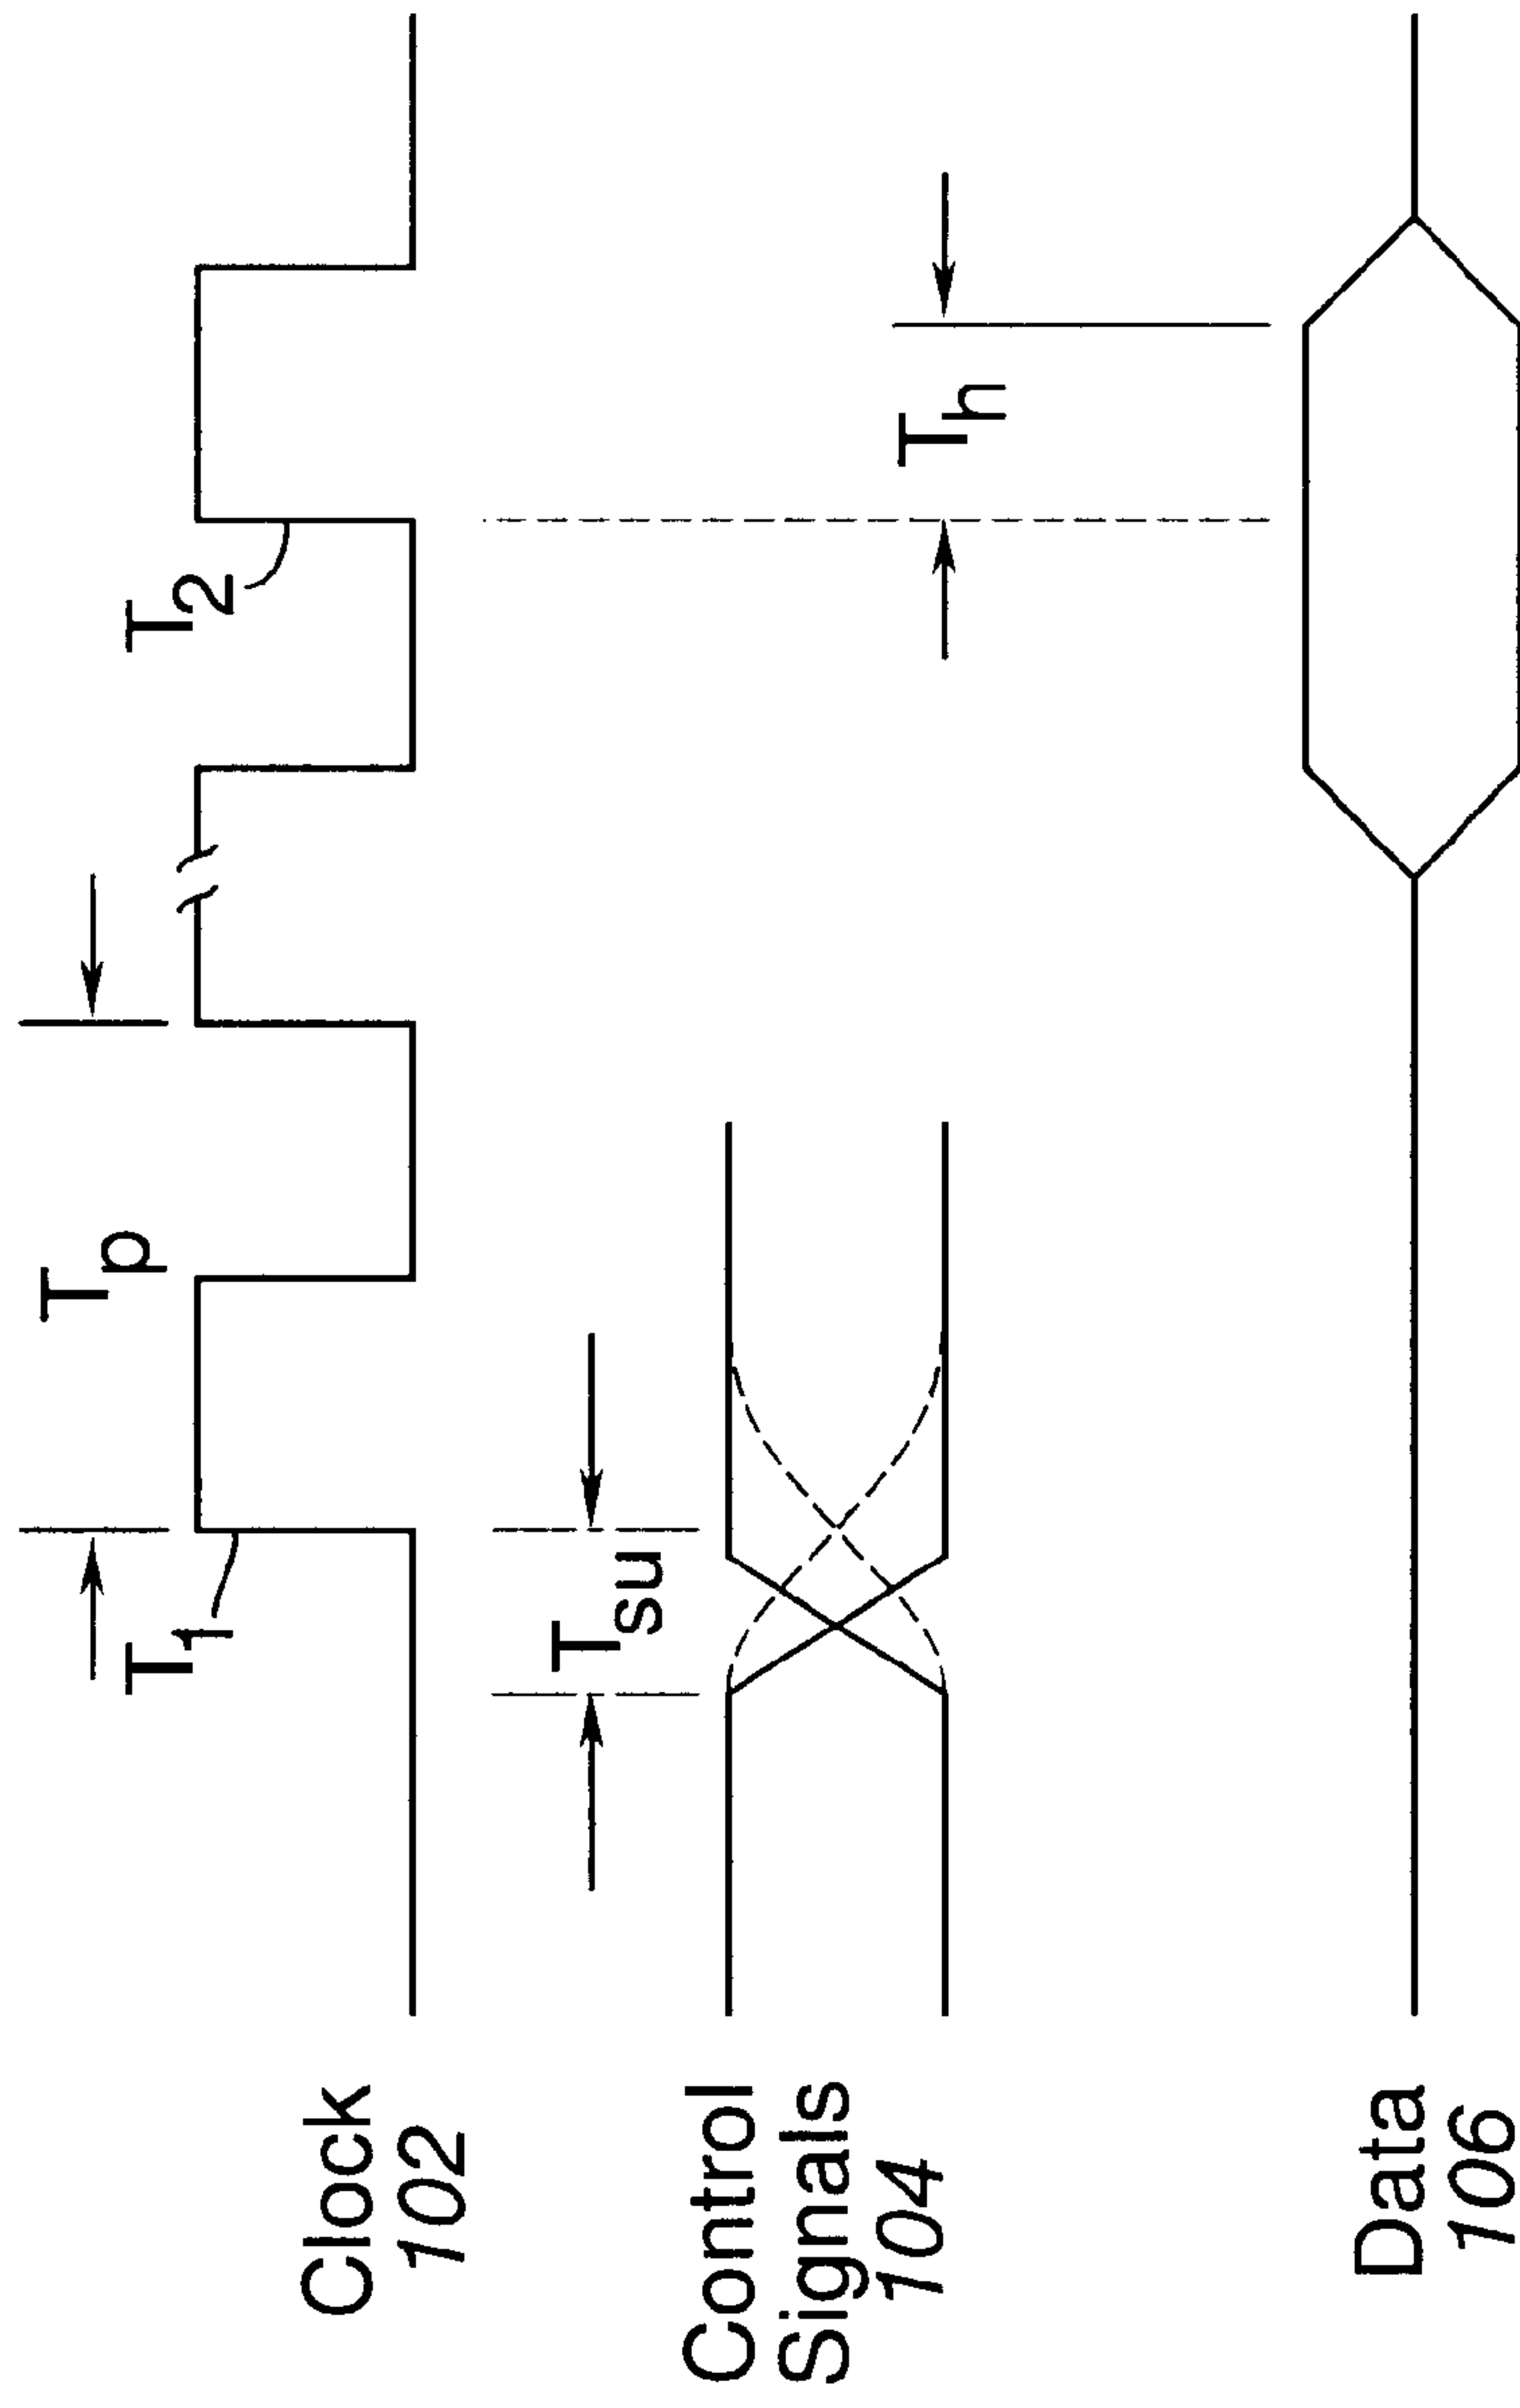 Tp
T1
T2
Clock
102
Tsu
Control
Signals
104
Th
Data
106